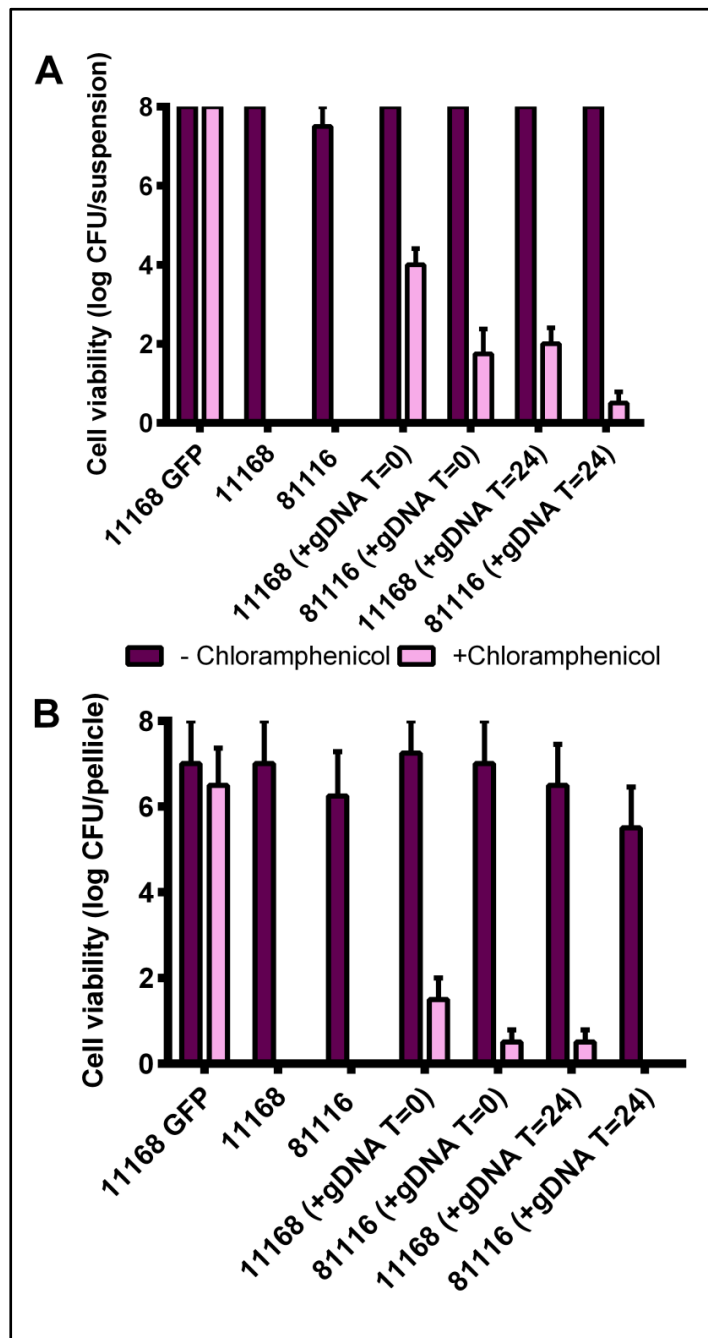 A
Cell viability (log CFU/suspension)
8
6
4
2
0
11168 GFP
11168
81116
11168 (+gDNA T=0)
81116 (+gDNA T=0)
11168 (+gDNA T=24)
81116 (+gDNA T=24)
- Chloramphenicol +Chloramphenicol
B
Cell viability (log CFU/pellicle)
8
6
4
2
0
11168 GFP
11168
81116
11168 (+gDNA T=0)
81116 (+gDNA T=0)
11168 (+gDNA T=24)
81116 (+gDNA T=24)